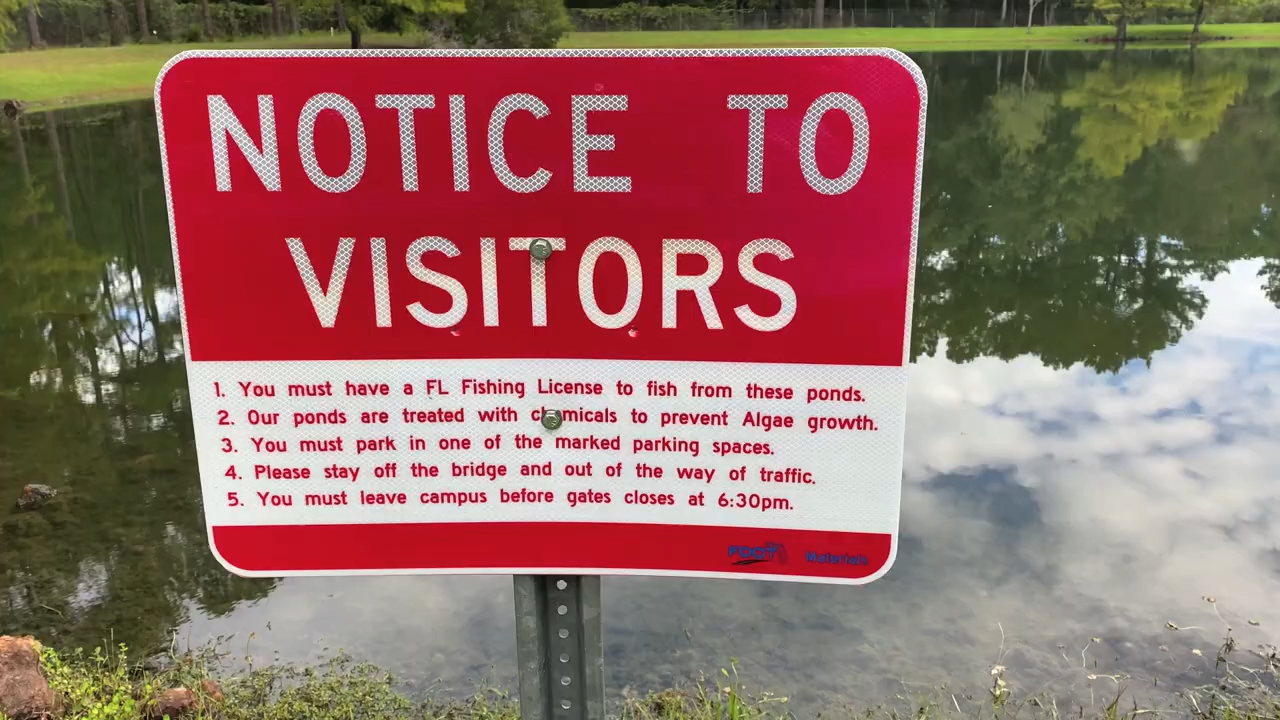 NOTICE TO
VISITORS
1. You must have a FL Fishing License to fish from these ponds.
2. Our ponds are treated with chemicals to prevent Algae growth.
3. You must park in one of the marked parking spaces.
4. Please stay off the bridge and out of the way of traffic.
5. You must leave campus before gates closes at 6:30pm.
FDOT Materials